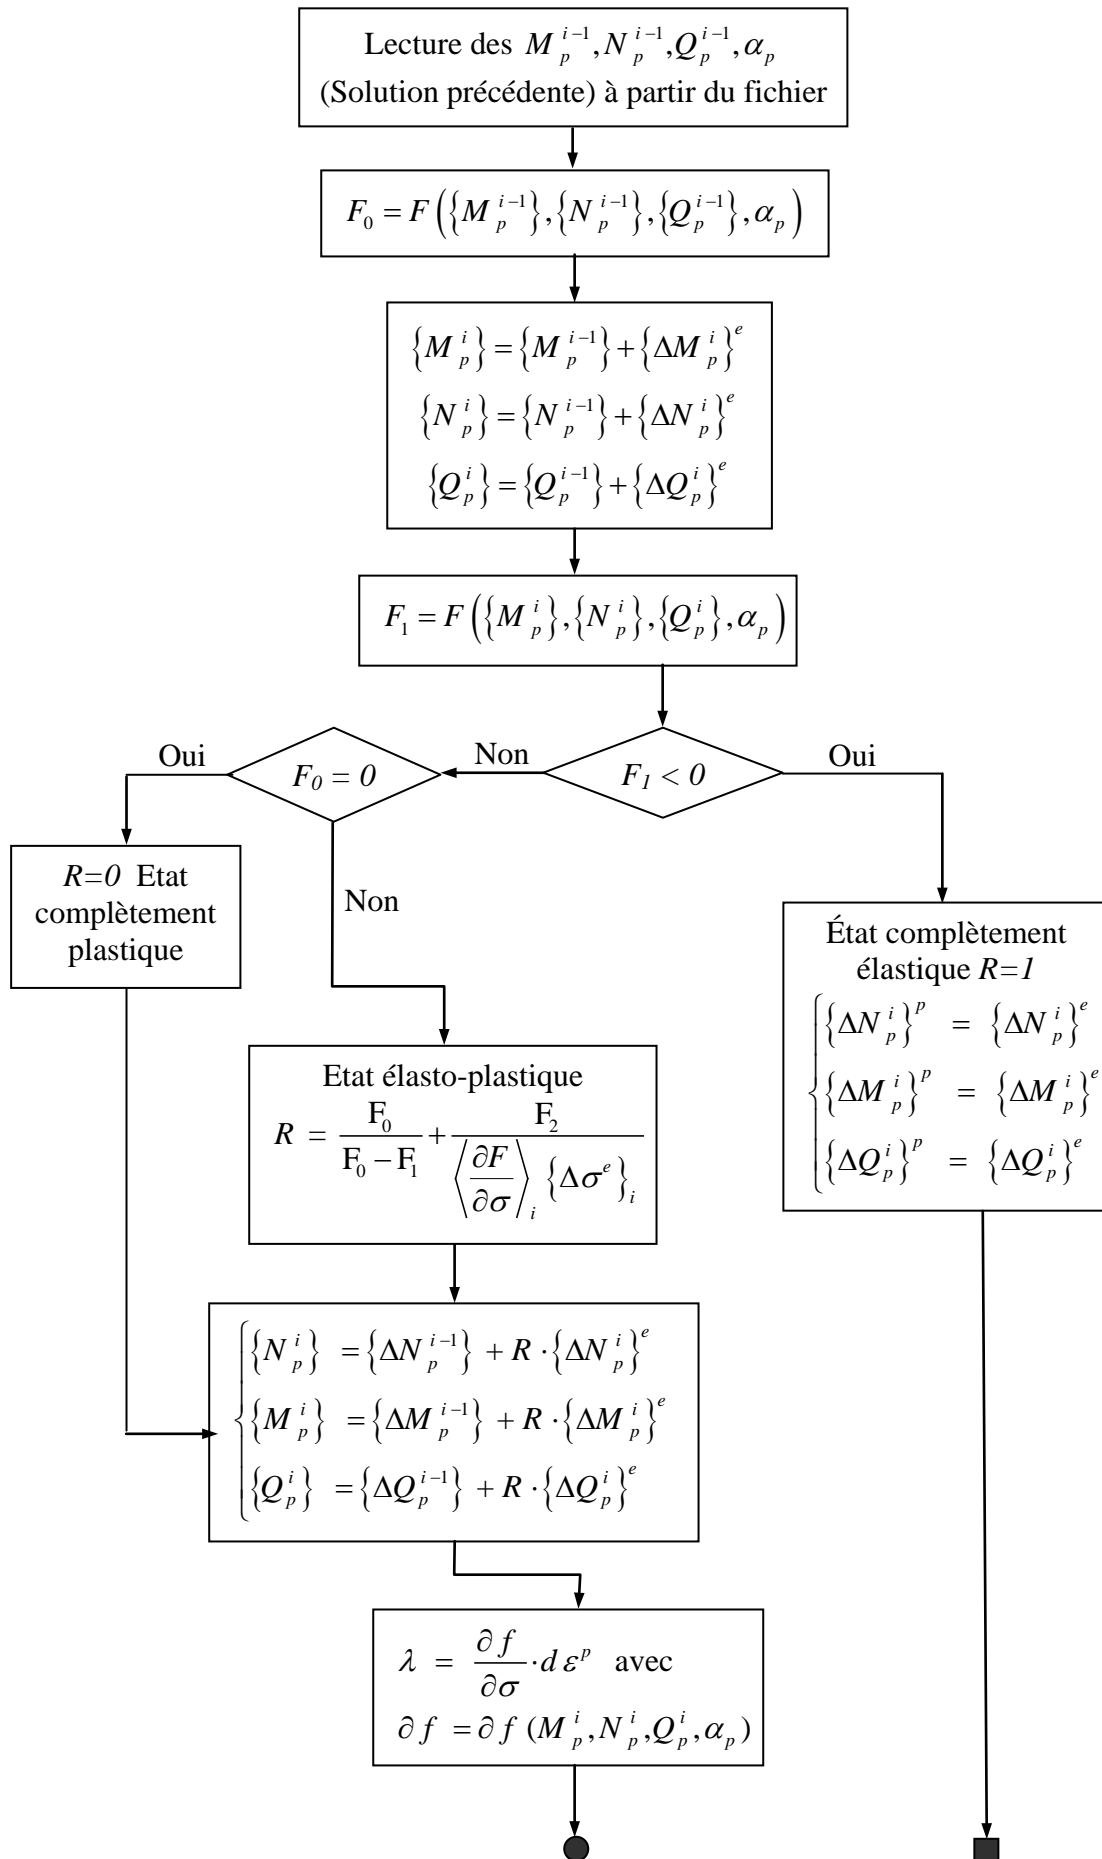 Lecture des M_p^{i-1}, N_p^{i-1}, Q_p^{i-1}, α_p
(Solution précédente) à partir du fichier
F_0 = F({M_p^{i-1}}, {N_p^{i-1}}, {Q_p^{i-1}}, α_p)
{M_p^i} = {M_p^{i-1}} + {ΔM_p^i}^e
{N_p^i} = {N_p^{i-1}} + {ΔN_p^i}^e
{Q_p^i} = {Q_p^{i-1}} + {ΔQ_p^i}^e
F_1 = F({M_p^i}, {N_p^i}, {Q_p^i}, α_p)
Oui
F_0 = 0
Non
F_1 < 0
Oui
R=0 Etat
complètement
plastique
Non
État complètement
élastique R=1
{ΔN_p^i}^p = {ΔN_p^i}^e
{ΔM_p^i}^p = {ΔM_p^i}^e
{ΔQ_p^i}^p = {ΔQ_p^i}^e
Etat élasto-plastique
R = F_0 / (F_0 − F_1) + F_2 / (⟨∂F/∂σ⟩_i {Δσ^e}_i)
{N_p^i} = {ΔN_p^{i-1}} + R · {ΔN_p^i}^e
{M_p^i} = {ΔM_p^{i-1}} + R · {ΔM_p^i}^e
{Q_p^i} = {ΔQ_p^{i-1}} + R · {ΔQ_p^i}^e
λ = ∂f/∂σ · dε^p avec
∂f = ∂f (M_p^i, N_p^i, Q_p^i, α_p)